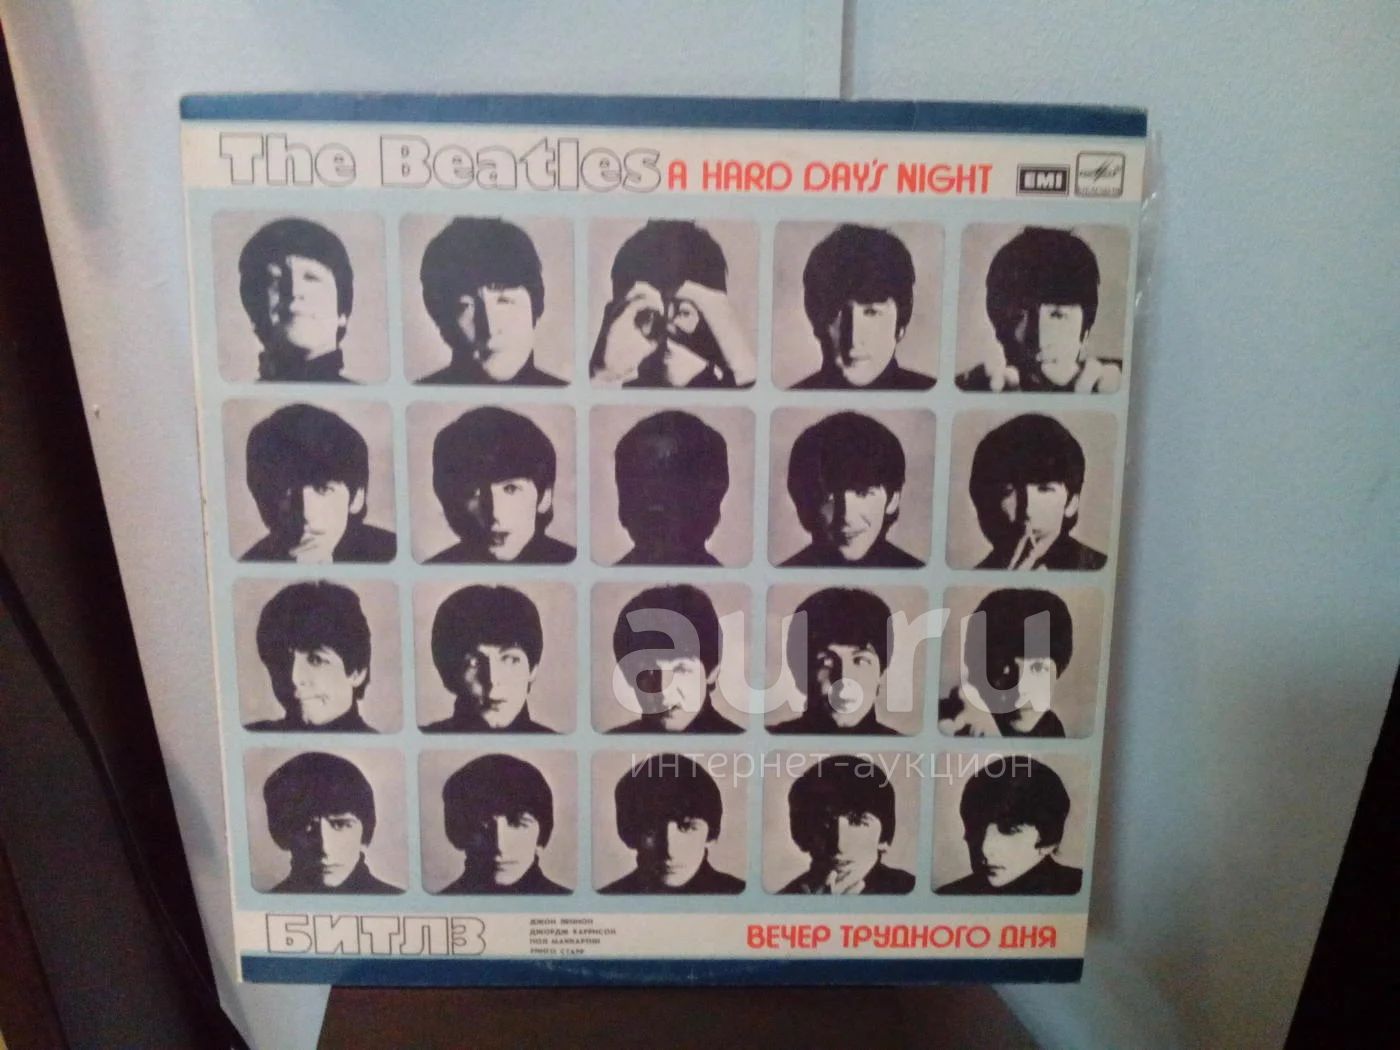 The Beatles A HARD DAY'S NIGHT EMI
au.ru
интернет-аукцион
БИТЛЗ
ДЖОН ЛЕННОН
ДЖОРДЖ ХАРРИСОН
ПОЛ МАККАРТНИ
РИНГО СТАРР
ВЕЧЕР ТРУДНОГО ДНЯ